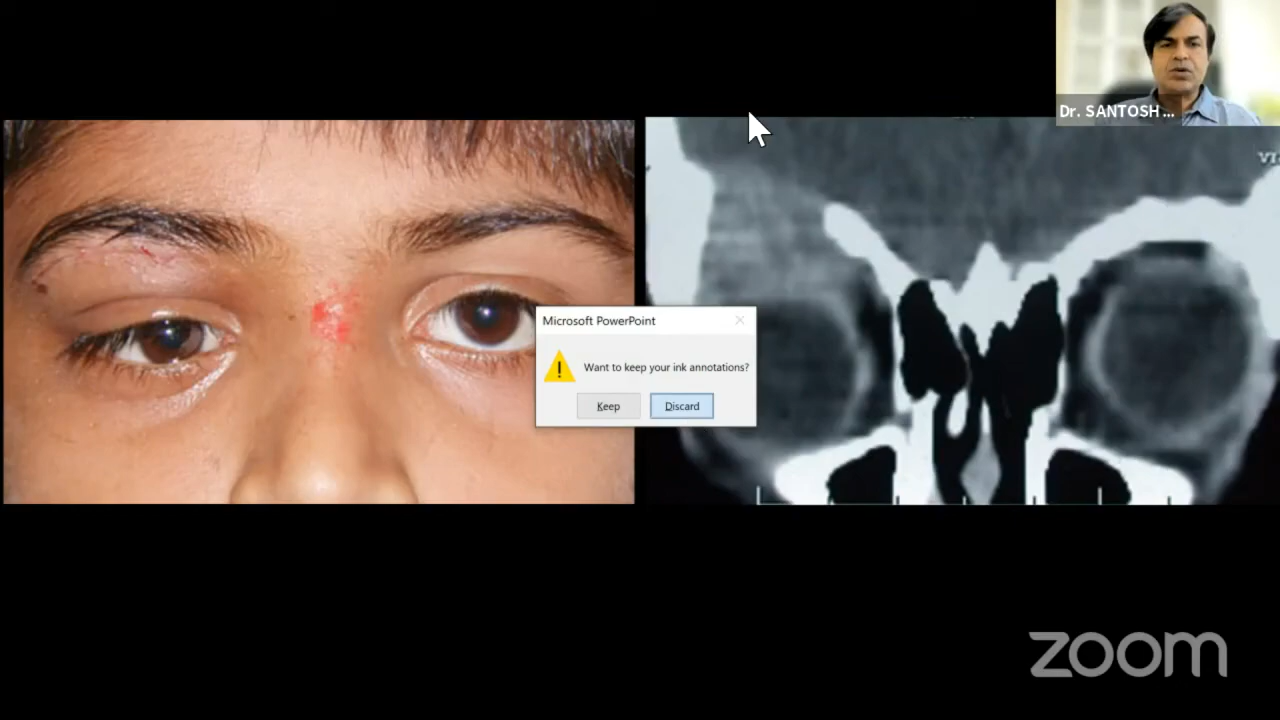 Dr. SANTOSH ...
Microsoft PowerPoint
Want to keep your ink annotations?
Keep
Discard
zoom